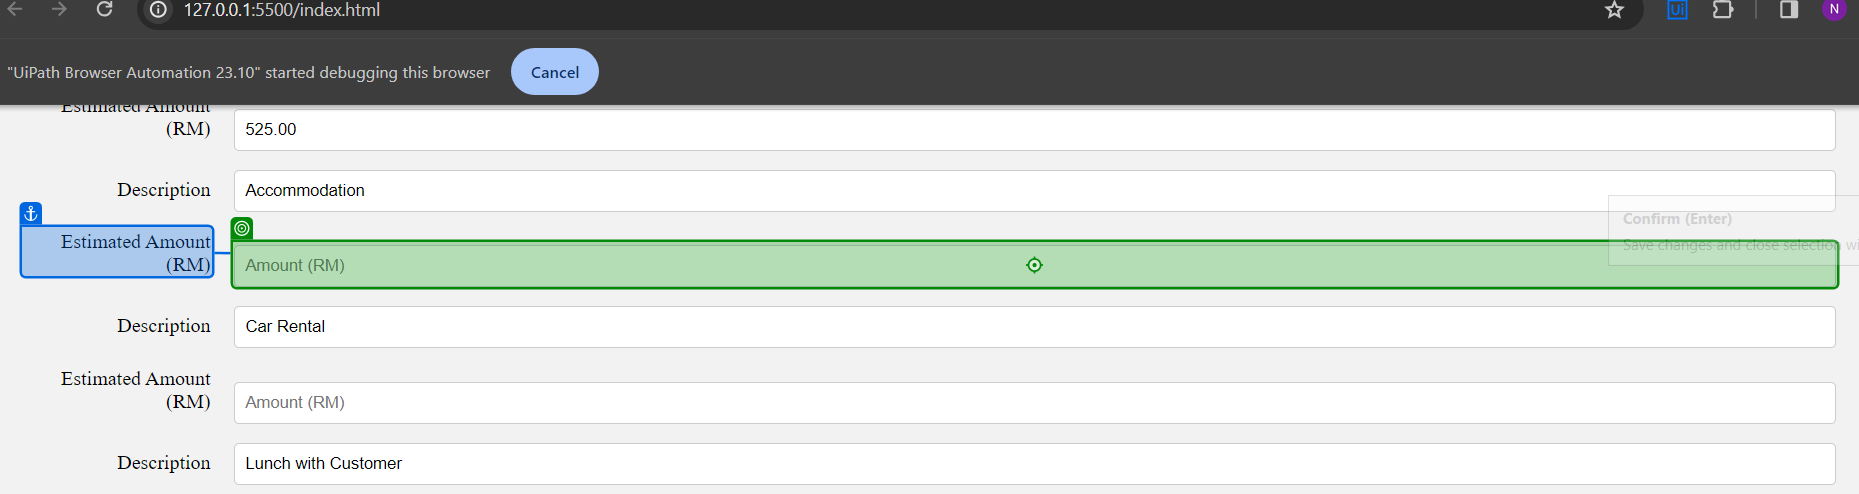 127.0.0.1:5500/index.html
Ui
N
"UiPath Browser Automation 23.10" started debugging this browser
Cancel
Estimated Amount
(RM)
525.00
Description
Accommodation
Confirm (Enter)
Save changes and close selection wi
Estimated Amount
(RM)
Amount (RM)
Description
Car Rental
Estimated Amount
(RM)
Amount (RM)
Description
Lunch with Customer